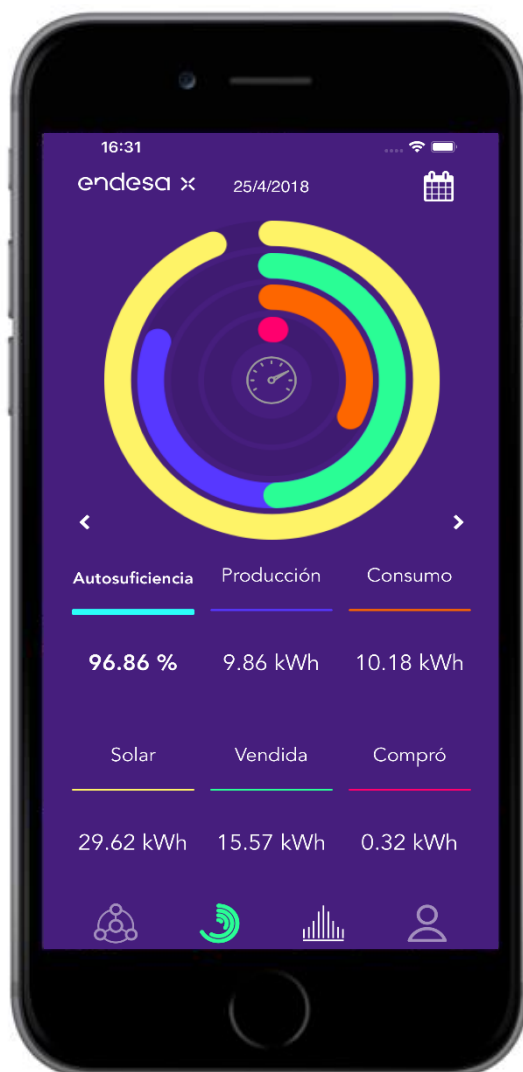 16:31
endesa x 25/4/2018
Autosuficiencia Producción Consumo
96.86 % 9.86 kWh 10.18 kWh
Solar Vendida Compró
29.62 kWh 15.57 kWh 0.32 kWh